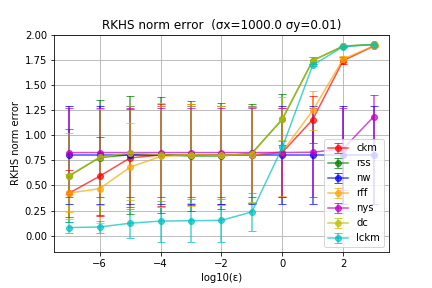 RKHS norm error (σx=1000.0 σy=0.01)
RKHS norm error
2.00
1.75
1.50
1.25
1.00
0.75
0.50
0.25
0.00
−6
−4
−2
0
2
log10(ε)
ckm
rss
nw
rff
nys
dc
lckm